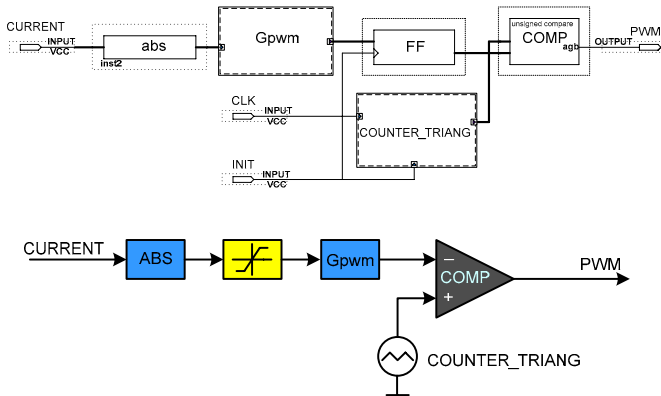 CURRENT
INPUT
VCC
abs
inst2
Gpwm
FF
unsigned compare
COMP
agb
OUTPUT
PWM
CLK
INPUT
VCC
COUNTER_TRIANG
INIT
INPUT
VCC
CURRENT
ABS
Gpwm
−
COMP
+
PWM
COUNTER_TRIANG